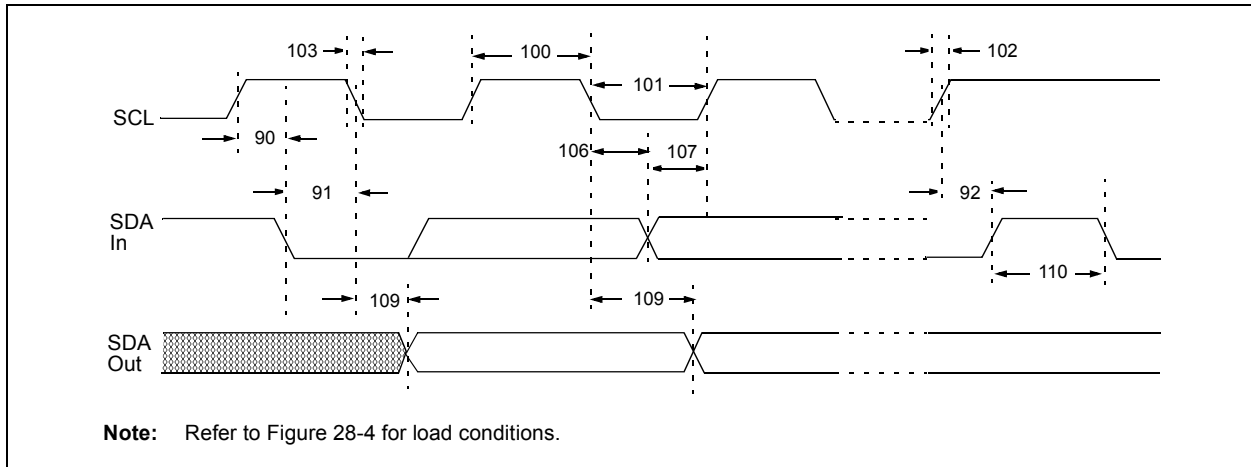 103
100
101
102
SCL
90
106
107
91
92
SDA
In
110
109
109
SDA
Out
Note: Refer to Figure 28-4 for load conditions.